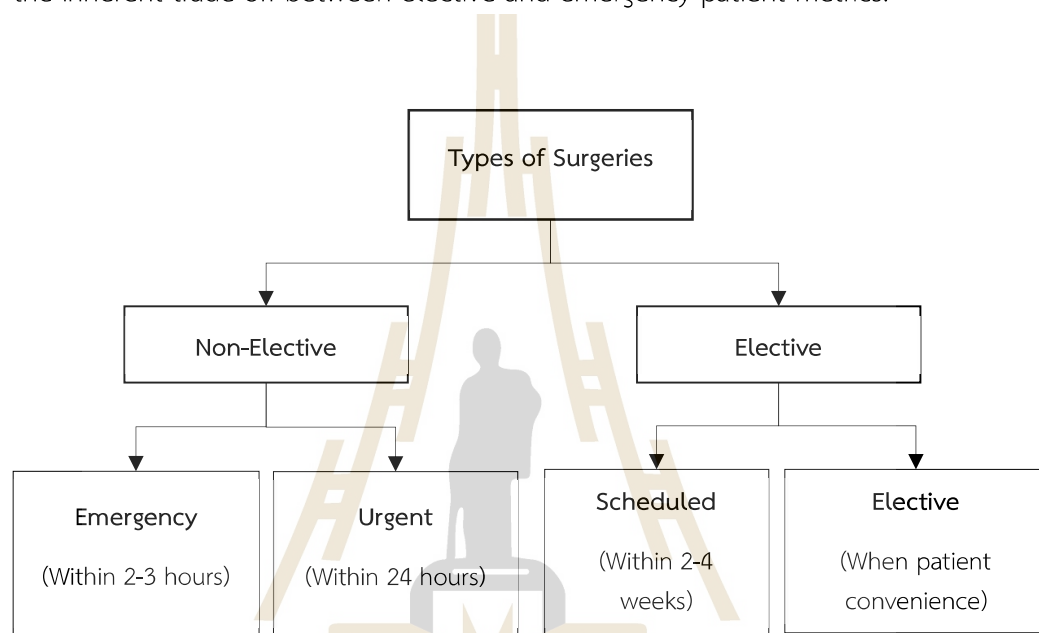 the inherent trade-off between elective and emergency patient metrics.
Types of Surgeries
Non-Elective
Elective
Emergency
(Within 2-3 hours)
Urgent
(Within 24 hours)
Scheduled
(Within 2-4
weeks)
Elective
(When patient
convenience)